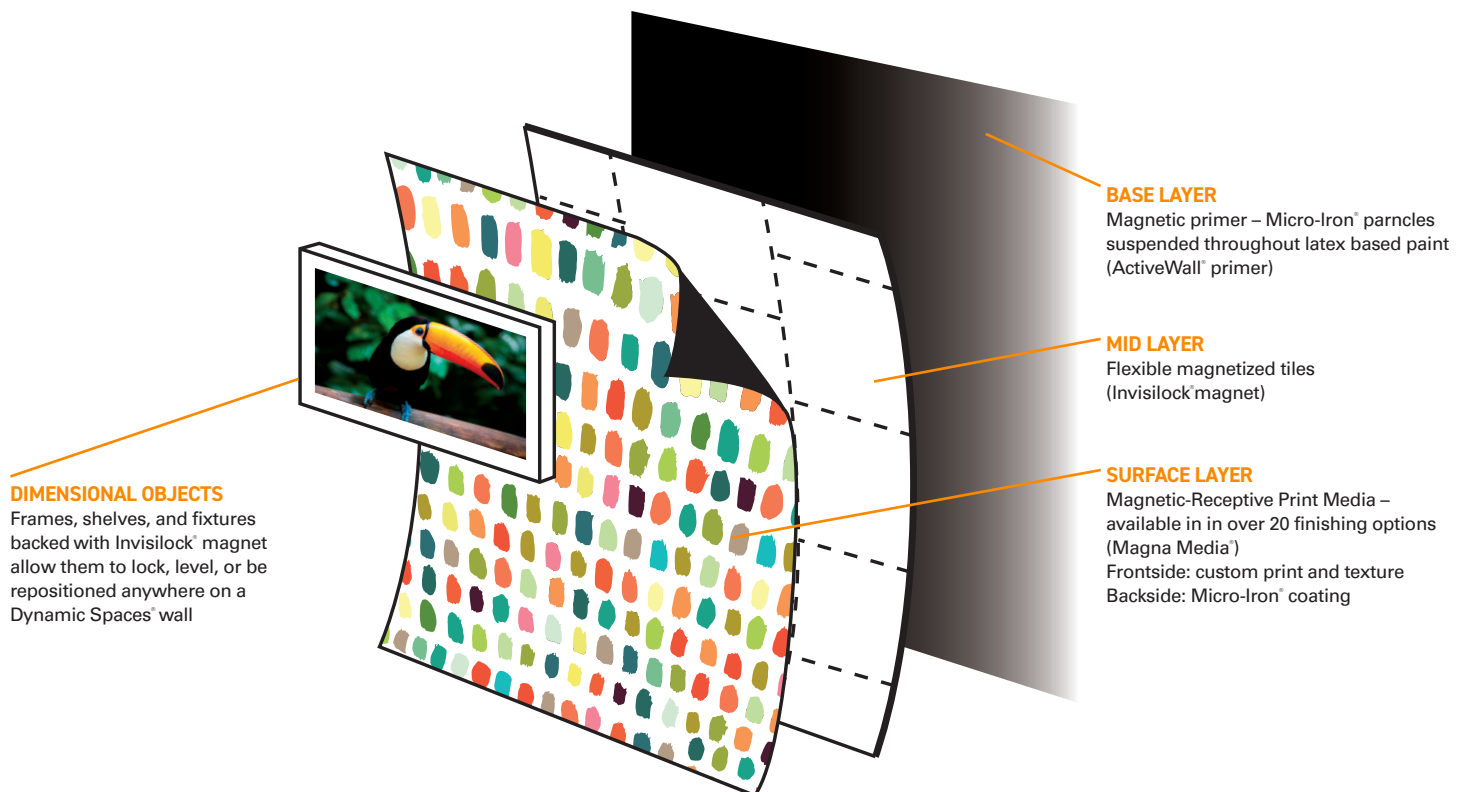 BASE LAYER
Magnetic primer – Micro-Iron® parncles
suspended throughout latex based paint
(ActiveWall® primer)
MID LAYER
Flexible magnetized tiles
(Invisilock® magnet)
SURFACE LAYER
Magnetic-Receptive Print Media –
available in in over 20 finishing options
(Magna Media®)
Frontside: custom print and texture
Backside: Micro-Iron® coating
DIMENSIONAL OBJECTS
Frames, shelves, and fixtures
backed with Invisilock® magnet
allow them to lock, level, or be
repositioned anywhere on a
Dynamic Spaces® wall